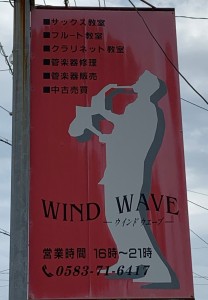 ■サックス教室
■フルート教室
■クラリネット教室
■管楽器修理
■管楽器販売
■中古売買
WIND WAVE
ウインドウェーブ
営業時間 16時〜21時
0583-71-6417